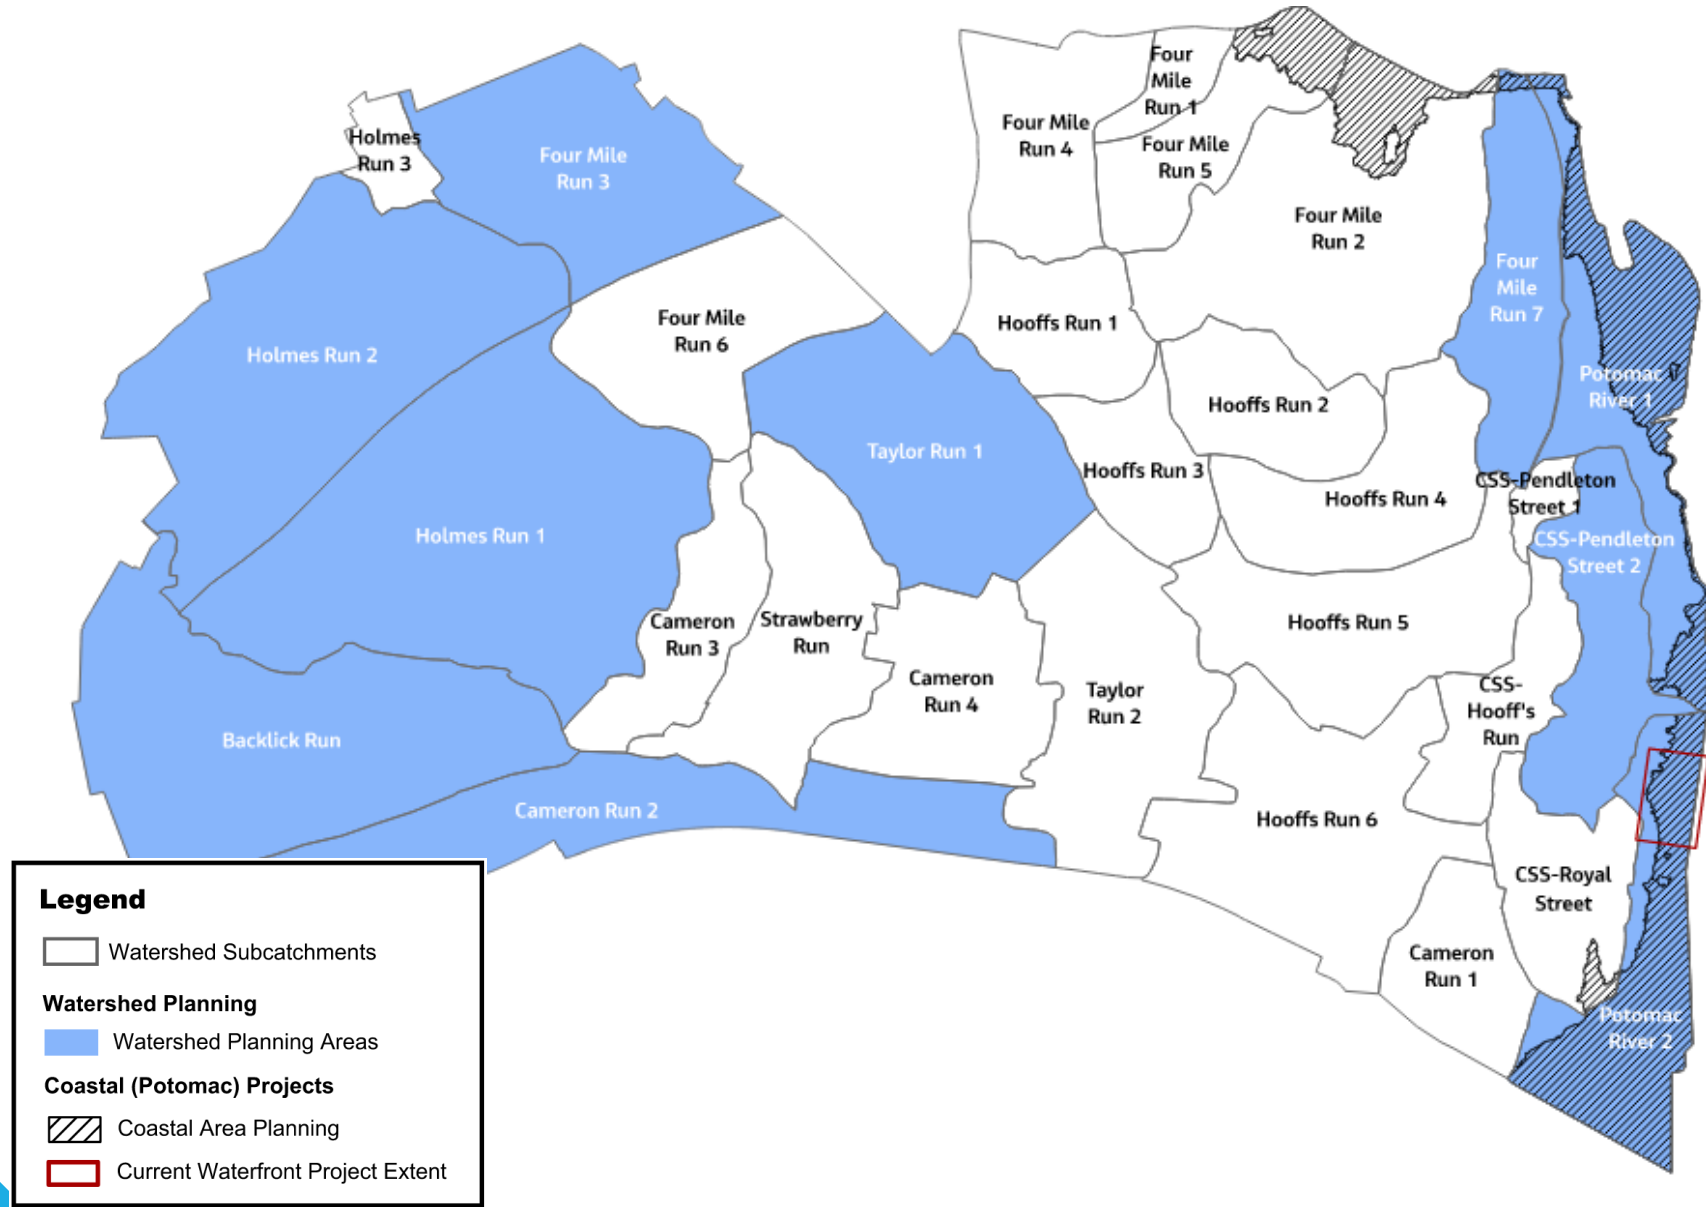 Holmes
Run 3
Four Mile
Run 3
Four Mile
Run 4
Four
Mile
Run 1
Four Mile
Run 5
Four Mile
Run 2
Four
Mile
Run 7
Holmes Run 2
Four Mile
Run 6
Hooffs Run 1
Potomac
River 1
Hooffs Run 2
Taylor Run 1
Hooffs Run 3
Hooffs Run 4
CSS-Pendleton
Street 1
Holmes Run 1
CSS-Pendleton
Street 2
Cameron
Run 3
Strawberry
Run
Hooffs Run 5
Cameron
Run 4
Taylor
Run 2
CSS-
Hooff's
Run
Backlick Run
Cameron Run 2
Hooffs Run 6
CSS-Royal
Street
Cameron
Run 1
Potomac
River 2
Legend
Watershed Subcatchments
Watershed Planning
Watershed Planning Areas
Coastal (Potomac) Projects
Coastal Area Planning
Current Waterfront Project Extent